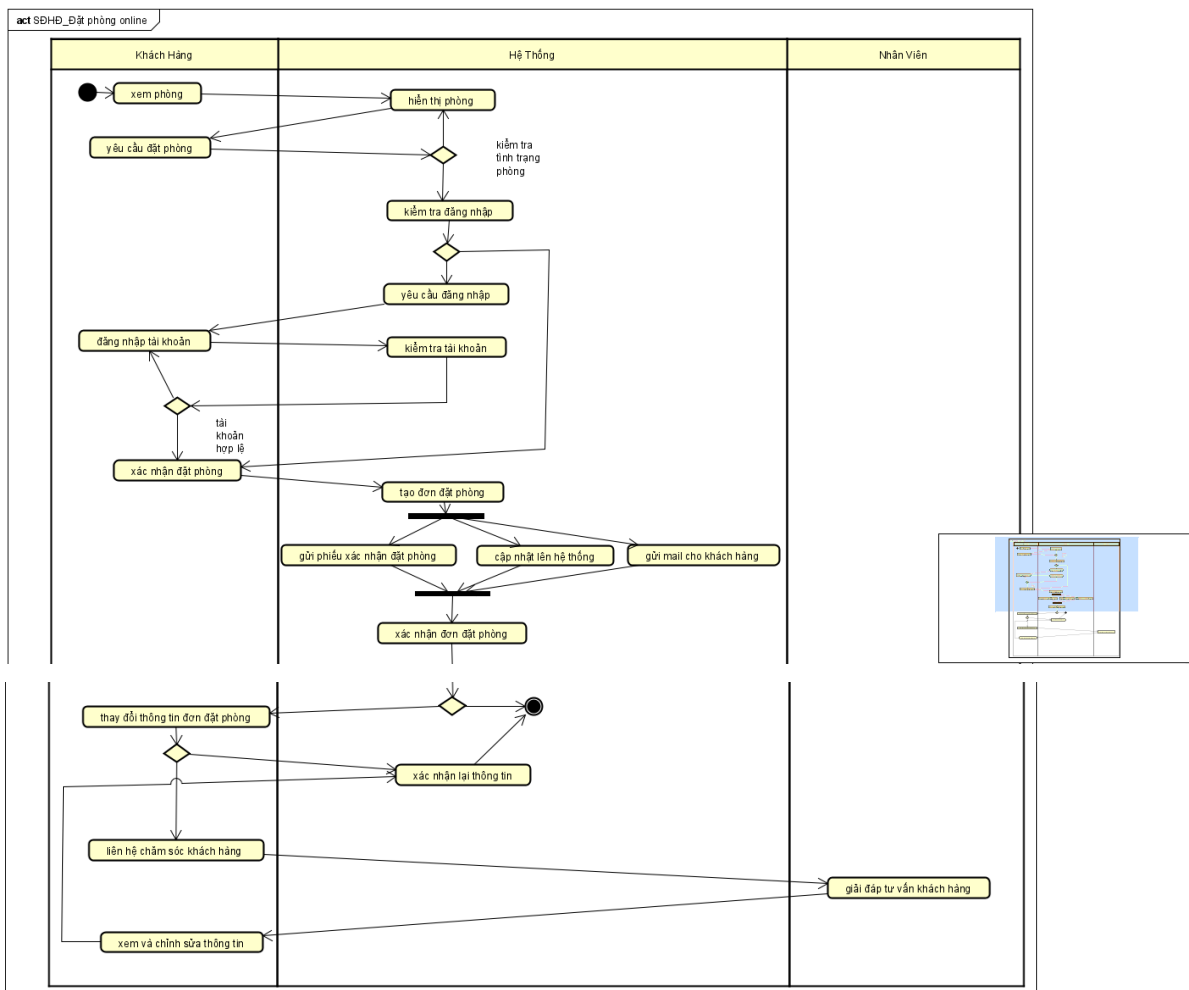 act SĐHĐ_Đặt phòng online
Khách Hàng
Hệ Thống
Nhân Viên
xem phòng
hiển thị phòng
yêu cầu đặt phòng
kiểm tra
tình trạng
phòng
kiểm tra đăng nhập
yêu cầu đăng nhập
đăng nhập tài khoản
kiểm tra tài khoản
tài
khoản
hợp lệ
xác nhận đặt phòng
tạo đơn đặt phòng
gửi phiếu xác nhận đặt phòng
cập nhật lên hệ thống
gửi mail cho khách hàng
xác nhận đơn đặt phòng
thay đổi thông tin đơn đặt phòng
xác nhận lại thông tin
liên hệ chăm sóc khách hàng
giải đáp tư vấn khách hàng
xem và chỉnh sửa thông tin